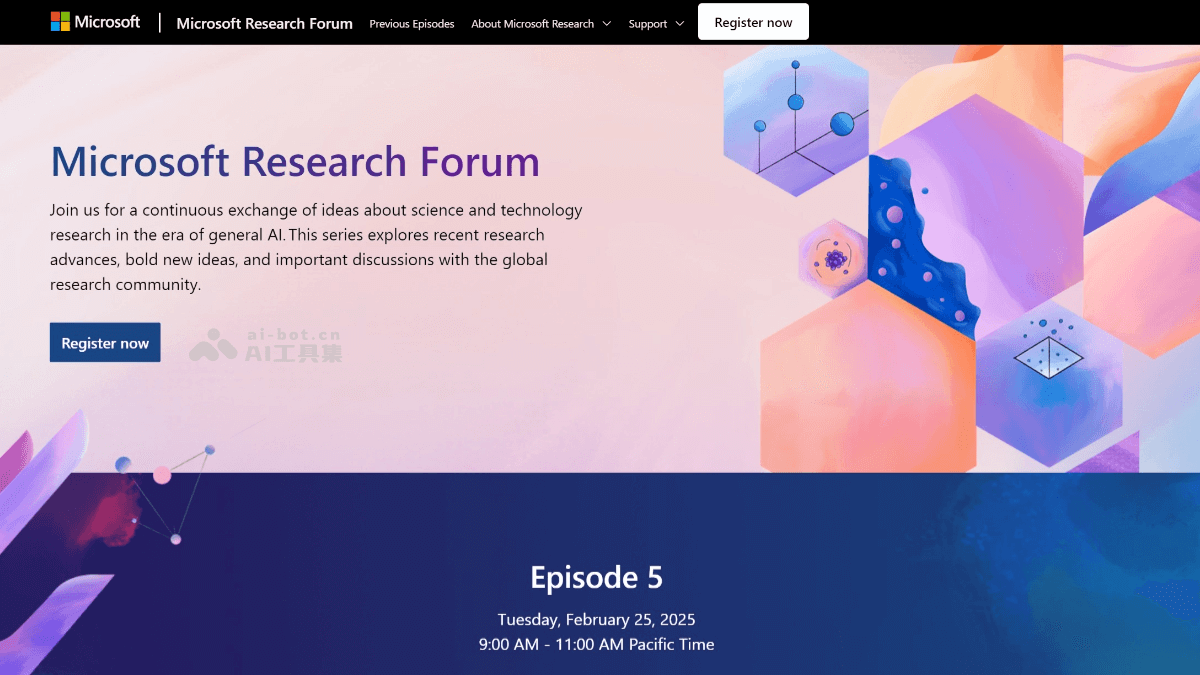 Microsoft
Microsoft Research Forum
Previous Episodes
About Microsoft Research
Support
Register now
Microsoft Research Forum
Join us for a continuous exchange of ideas about science and technology
research in the era of general AI. This series explores recent research
advances, bold new ideas, and important discussions with the global
research community.
Register now
ai-bot.cn
AI工具集
Episode 5
Tuesday, February 25, 2025
9:00 AM - 11:00 AM Pacific Time